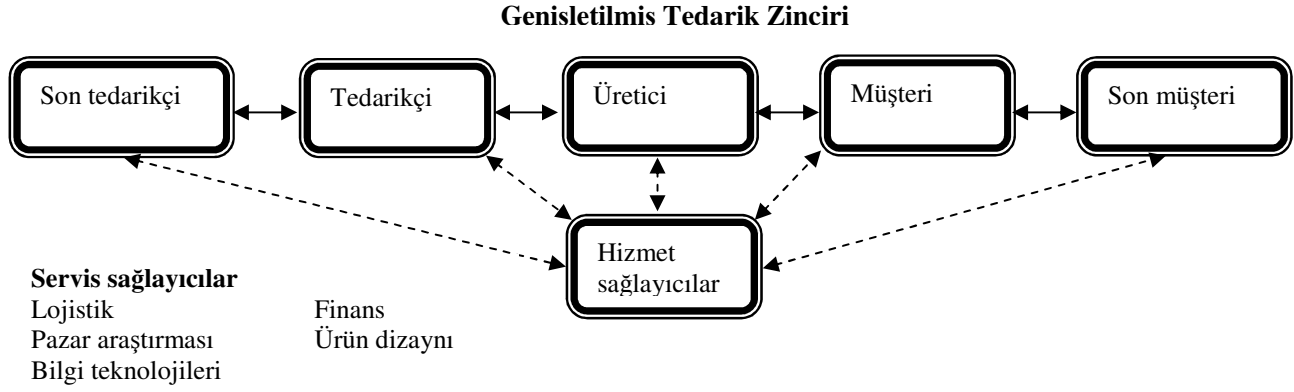 Genisletilmis Tedarik Zinciri
Son tedarikçi
Tedarikçi
Üretici
Müşteri
Son müşteri
Hizmet
sağlayıcılar
Servis sağlayıcılar
Lojistik Finans
Pazar araştırması Ürün dizaynı
Bilgi teknolojileri